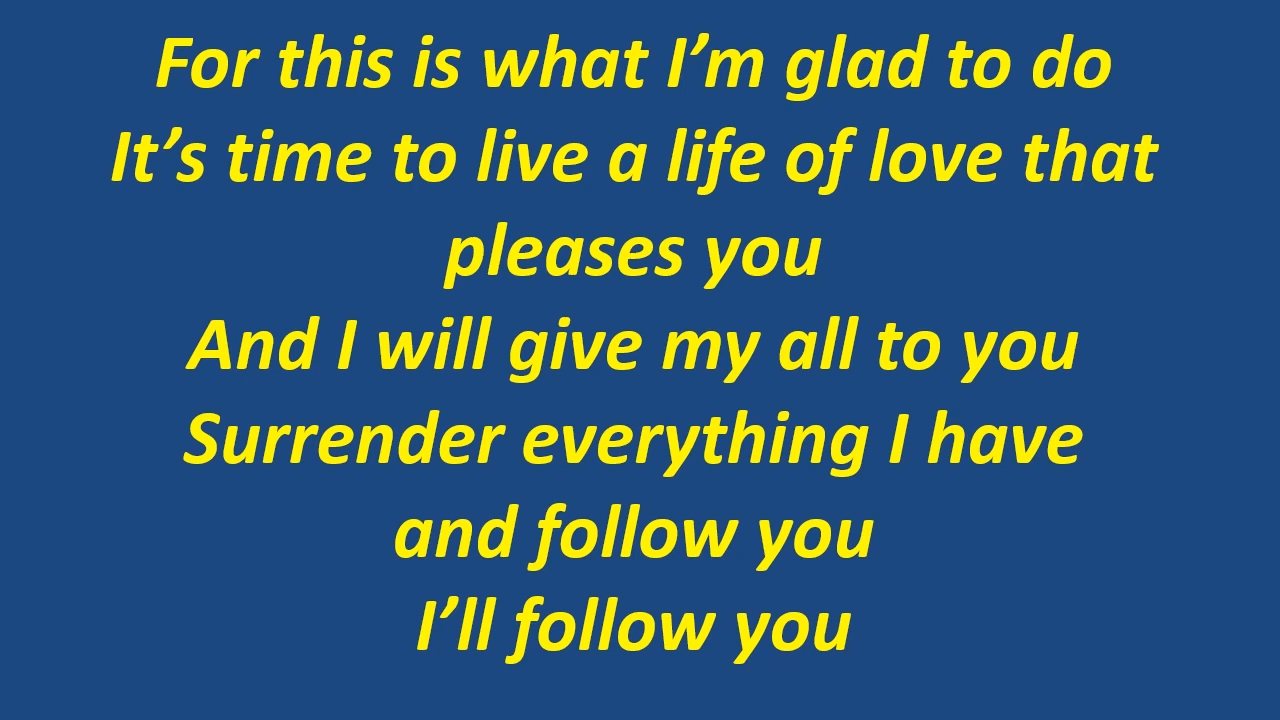 For this is what I’m glad to do
It’s time to live a life of love that
pleases you
And I will give my all to you
Surrender everything I have
and follow you
I’ll follow you